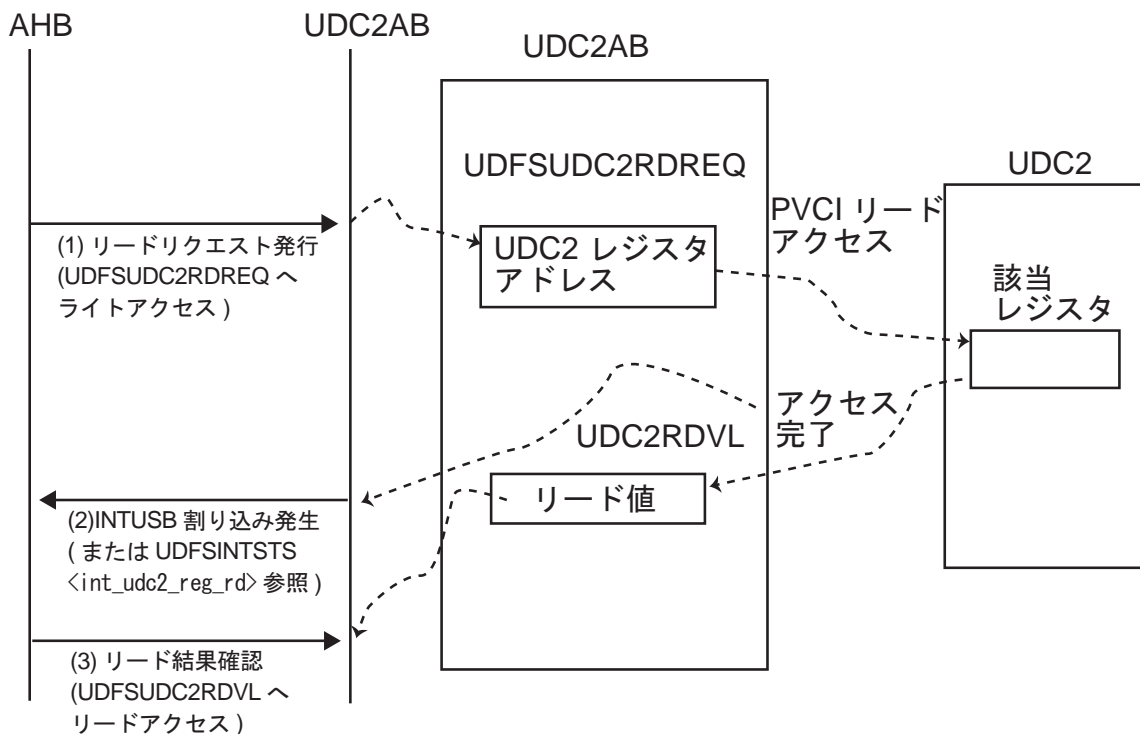 AHB
UDC2AB
UDC2AB
UDFSUDC2RDREQ
UDC2
(1) リードリクエスト発行
(UDFSUDC2RDREQ へ
ライトアクセス )
UDC2 レジスタ
アドレス
PVCI リード
アクセス
該当
レジスタ
アクセス
完了
UDC2RDVL
リード値
(2)INTUSB 割り込み発生
( または UDFSINTSTS
<int_udc2_reg_rd> 参照 )
(3) リード結果確認
(UDFSUDC2RDVL へ
リードアクセス )